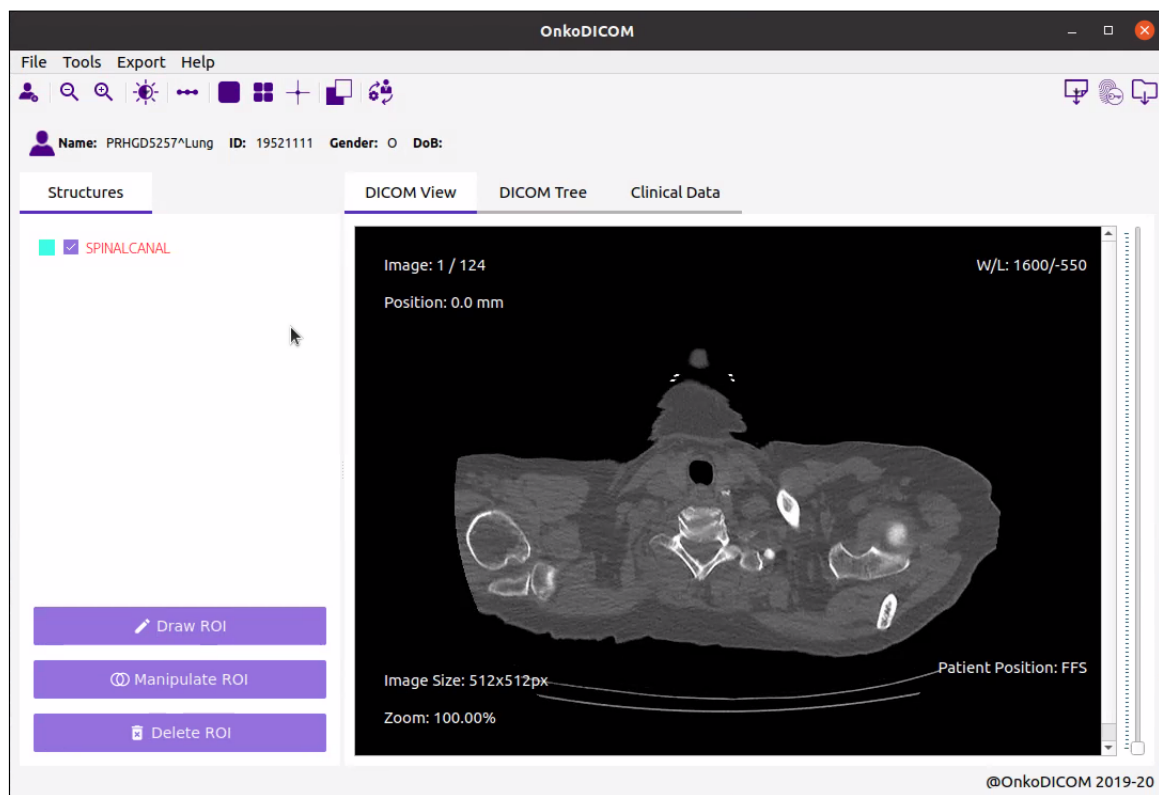 OnkoDICOM
File Tools Export Help
Name: PRHGD5257^Lung ID: 19521111 Gender: O DoB:
Structures
DICOM View DICOM Tree Clinical Data
SPINALCANAL
Image: 1 / 124
W/L: 1600/-550
Position: 0.0 mm
Draw ROI
Manipulate ROI
Delete ROI
Image Size: 512x512px
Patient Position: FFS
Zoom: 100.00%
@OnkoDICOM 2019-20